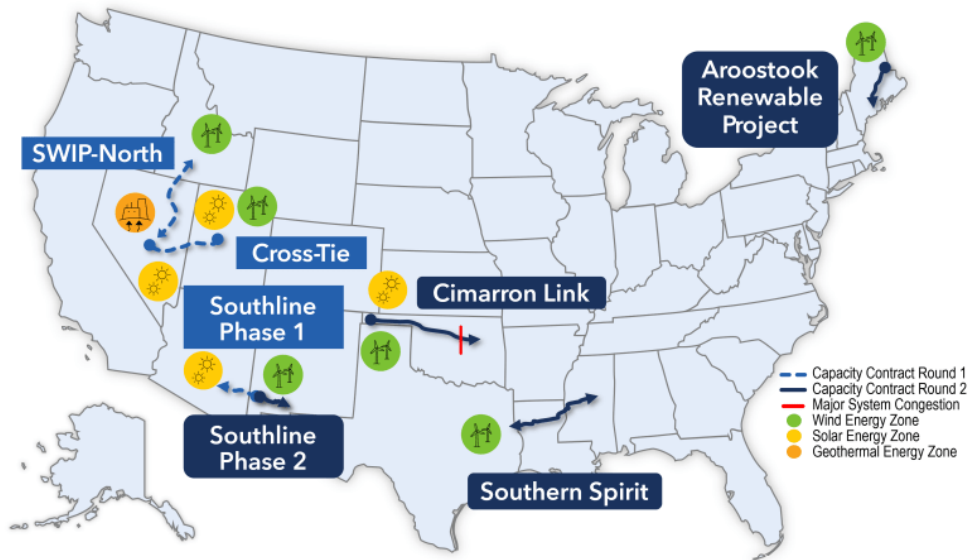 Aroostook
Renewable
Project
SWIP-North
Cross-Tie
Cimarron Link
Southline
Phase 1
Southline
Phase 2
Southern Spirit
Capacity Contract Round 1
Capacity Contract Round 2
Major System Congestion
Wind Energy Zone
Solar Energy Zone
Geothermal Energy Zone